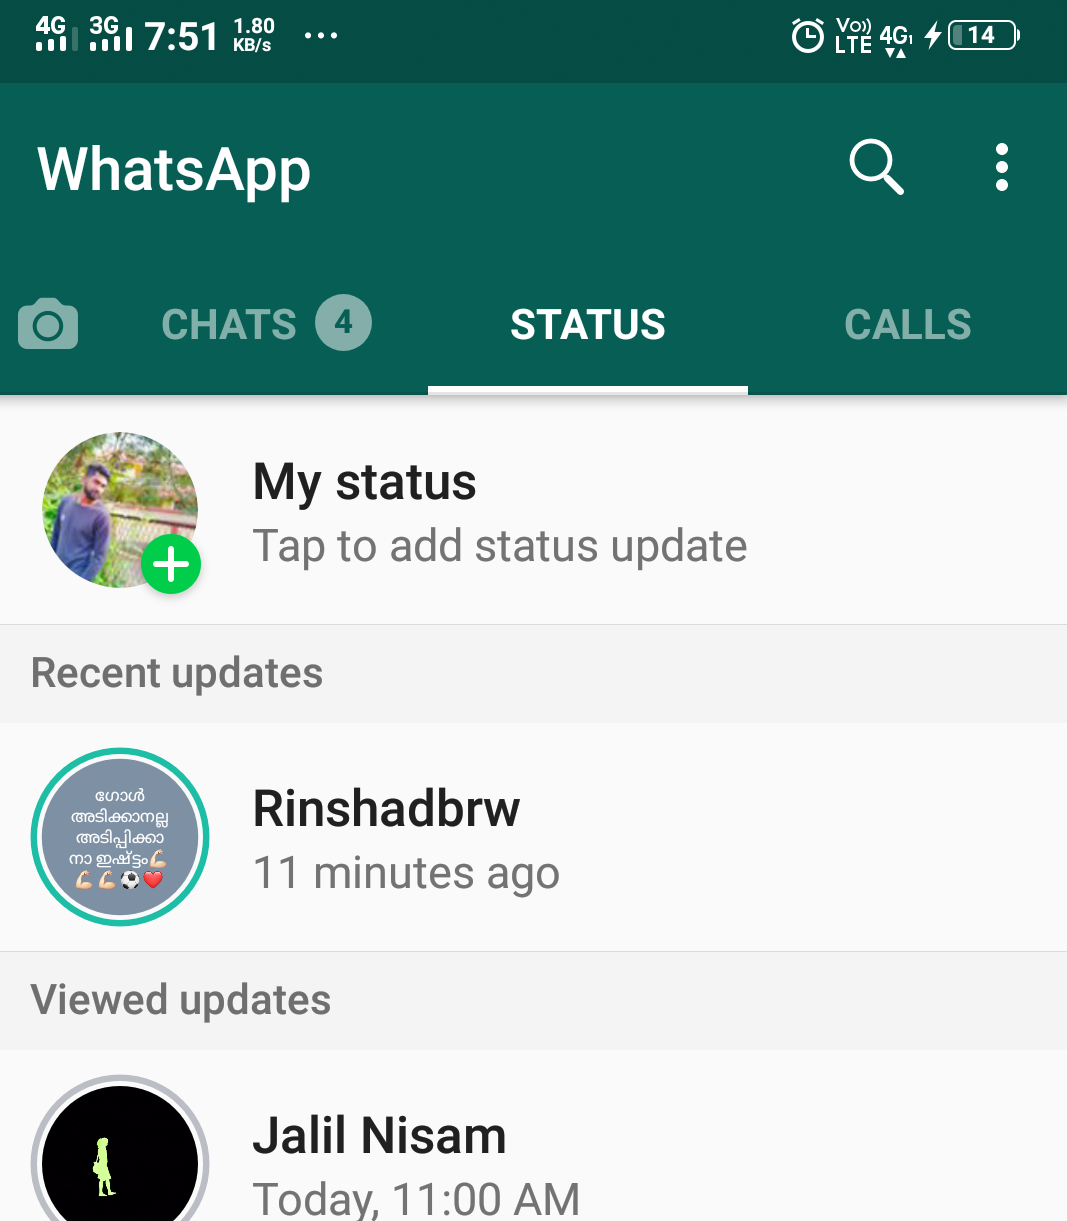 4G 3G 7:51 1.80 KB/s ... Vo)) LTE 4G1 14
WhatsApp
CHATS 4 STATUS CALLS
My status
Tap to add status update
Recent updates
ഗോൾ
അടിക്കാനല്ല
അടിപ്പിക്കാ
നാ ഇഷ്ട്ടം💪🏻
💪🏻💪🏻⚽❤️
Rinshadbrw
11 minutes ago
Viewed updates
Jalil Nisam
Today, 11:00 AM